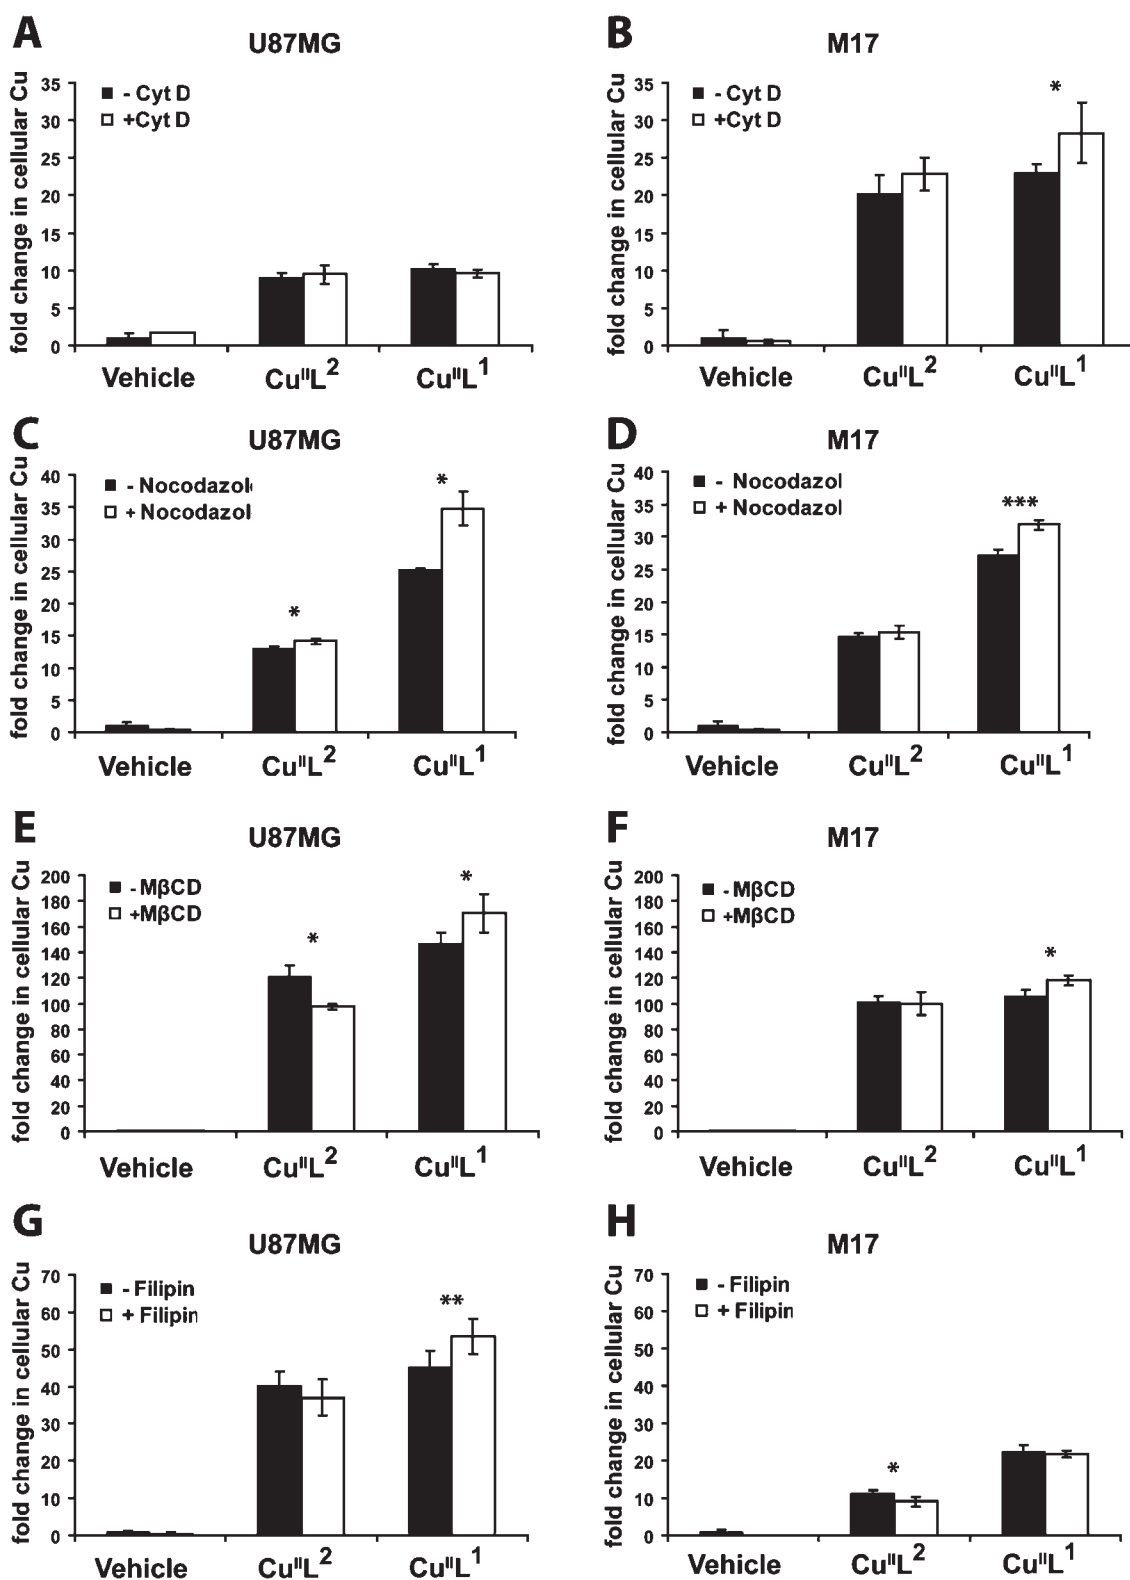 A
U87MG
fold change in cellular Cu
35
30
25
20
15
10
5
0
- Cyt D
+Cyt D
Vehicle
CuᴵᴵL²
CuᴵᴵL¹
B
M17
fold change in cellular Cu
35
30
25
20
15
10
5
0
- Cyt D
+Cyt D
*
Vehicle
CuᴵᴵL²
CuᴵᴵL¹
C
U87MG
fold change in cellular Cu
40
35
30
25
20
15
10
5
0
- Nocodazol
+ Nocodazol
*
*
Vehicle
CuᴵᴵL²
CuᴵᴵL¹
D
M17
fold change in cellular Cu
40
35
30
25
20
15
10
5
0
- Nocodazol
+ Nocodazol
***
Vehicle
CuᴵᴵL²
CuᴵᴵL¹
E
U87MG
fold change in cellular Cu
200
180
160
140
120
100
80
60
40
20
0
- MβCD
+MβCD
*
*
Vehicle
CuᴵᴵL²
CuᴵᴵL¹
F
M17
fold change in cellular Cu
200
180
160
140
120
100
80
60
40
20
0
- MβCD
+MβCD
*
Vehicle
CuᴵᴵL²
CuᴵᴵL¹
G
U87MG
fold change in cellular Cu
70
60
50
40
30
20
10
0
- Filipin
+ Filipin
**
Vehicle
CuᴵᴵL²
CuᴵᴵL¹
H
M17
fold change in cellular Cu
70
60
50
40
30
20
10
0
- Filipin
+ Filipin
*
Vehicle
CuᴵᴵL²
CuᴵᴵL¹